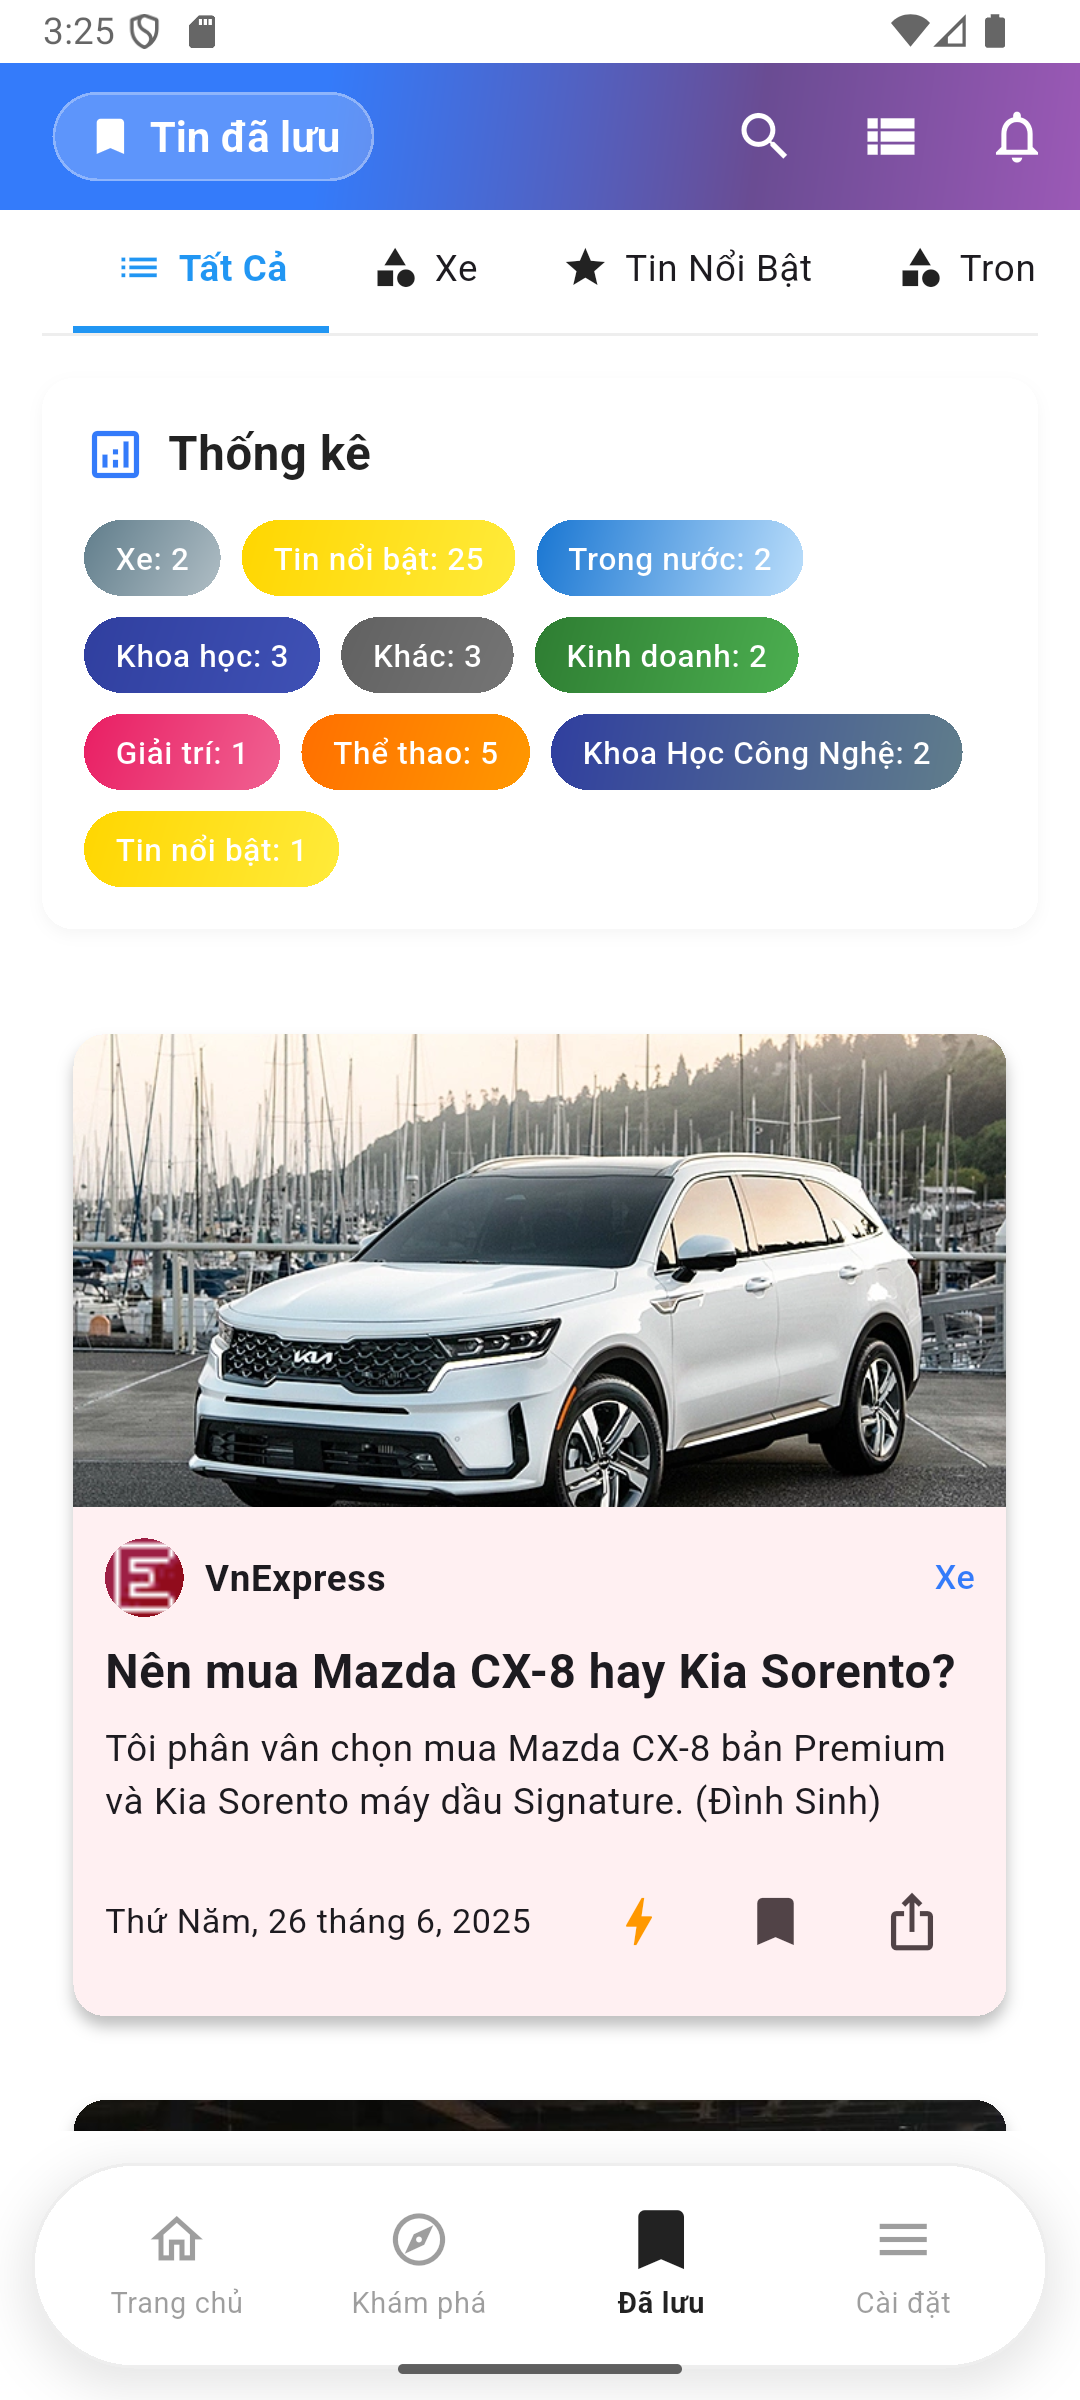 3:25
Tin đã lưu
Tất Cả
Xe
Tin Nổi Bật
Tron
Thống kê
Xe: 2
Tin nổi bật: 25
Trong nước: 2
Khoa học: 3
Khác: 3
Kinh doanh: 2
Giải trí: 1
Thể thao: 5
Khoa Học Công Nghệ: 2
Tin nổi bật: 1
KIA
E
VnExpress
Xe
Nên mua Mazda CX-8 hay Kia Sorento?
Tôi phân vân chọn mua Mazda CX-8 bản Premium
và Kia Sorento máy dầu Signature. (Đình Sinh)
Thứ Năm, 26 tháng 6, 2025
Trang chủ
Khám phá
Đã lưu
Cài đặt